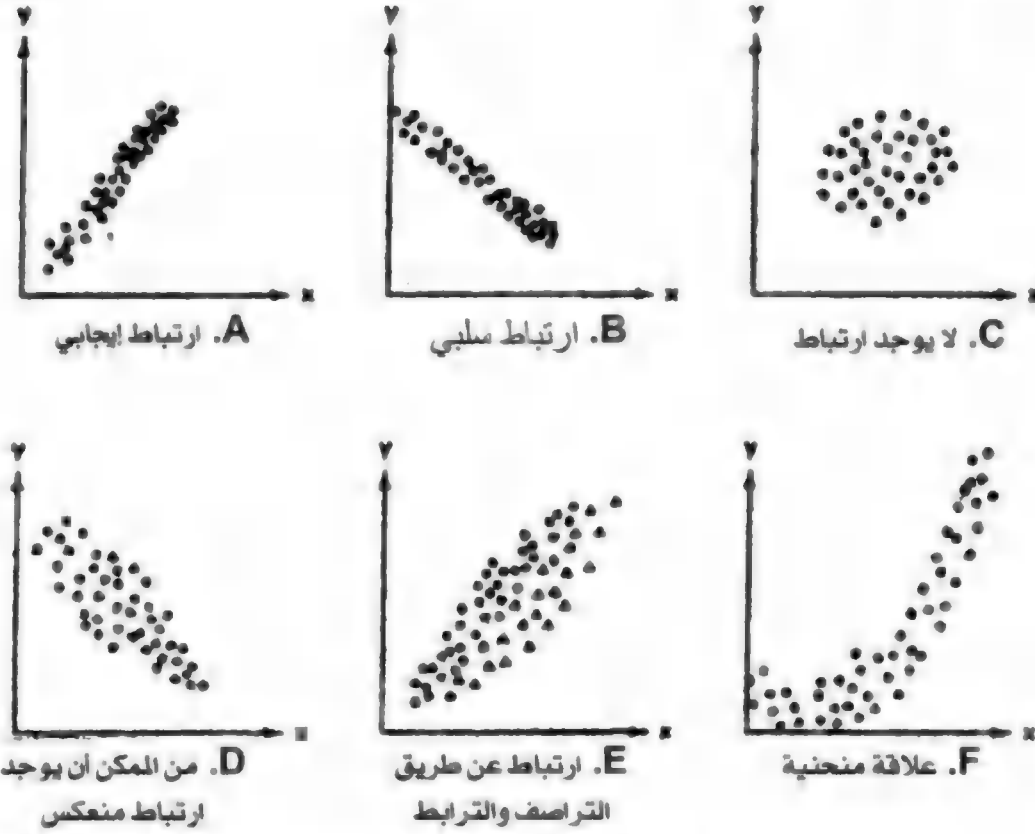 y
y
y
x
x
x
A. ارتباط إيجابي
B. ارتباط سلبي
C. لا يوجد ارتباط
y
y
y
x
x
x
D. من الممكن أن يوجد
ارتباط منعكس
E. ارتباط عن طريق
التراصف والترابط
F. علاقة منحنية